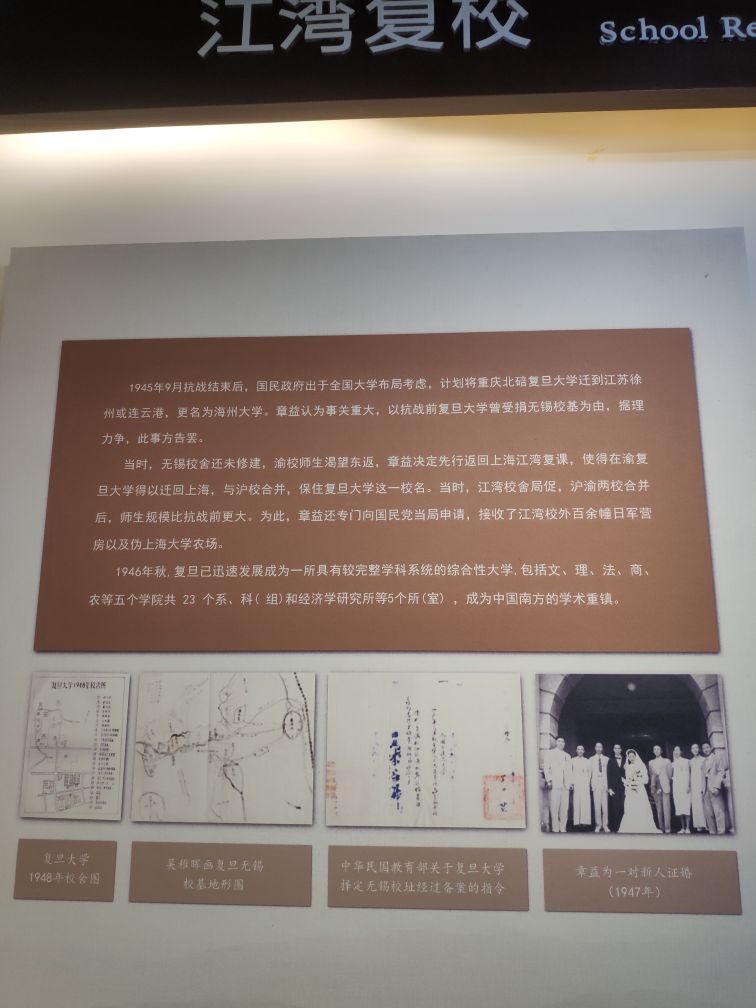 江湾复校
School Re
1945年9月抗战结束后，国民政府出于全国大学布局考虑，计划将重庆北碚复旦大学迁到江苏徐
州或连云港，更名为海州大学。章益认为事关重大，以抗战前复旦大学曾受捐无锡校基为由，据理
力争，此事方告罢。
当时，无锡校舍还未修建，渝校师生渴望东返，章益决定先行返回上海江湾复课，使得在渝复
旦大学得以迁回上海，与沪校合并，保住复旦大学这一校名。当时，江湾校舍局促，沪渝两校合并
后，师生规模比抗战前更大。为此，章益还专门向国民党当局申请，接收了江湾校外百余幢日军营
房以及伪上海大学农场。
1946年秋,复旦已迅速发展成为一所具有较完整学科系统的综合性大学,包括文、理、法、商、
农等五个学院共 23 个系、科( 组)和经济学研究所等5个所(室) ，成为中国南方的学术重镇。
复旦大学1948年校舍图
复旦大学
1948年校舍图
吴稚晖画复旦无锡
校基地形图
中华民国教育部关于复旦大学
择定无锡校址经过备案的指令
章益为一对新人证婚
（1947年）